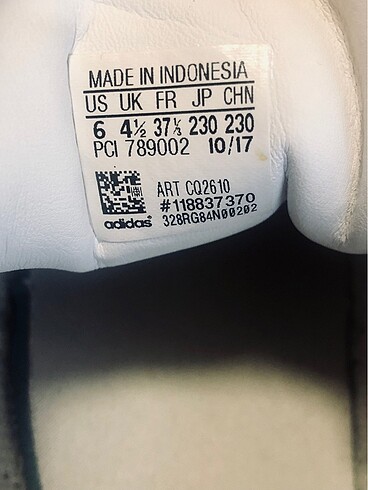 MADE IN INDONESIA
US UK FR JP CHN
6 4½ 37⅓ 230 230
PCI 789002 10/17
ART CQ2610
#118837370
adidas® 328RG84N00202